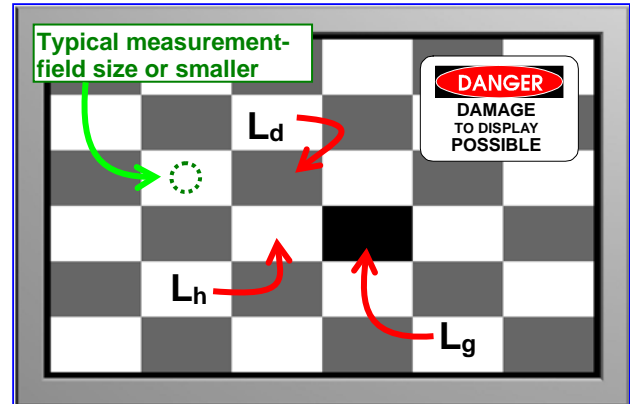 Typical measurement-
field size or smaller
DANGER
DAMAGE
TO DISPLAY
POSSIBLE
Ld
Lh
Lg